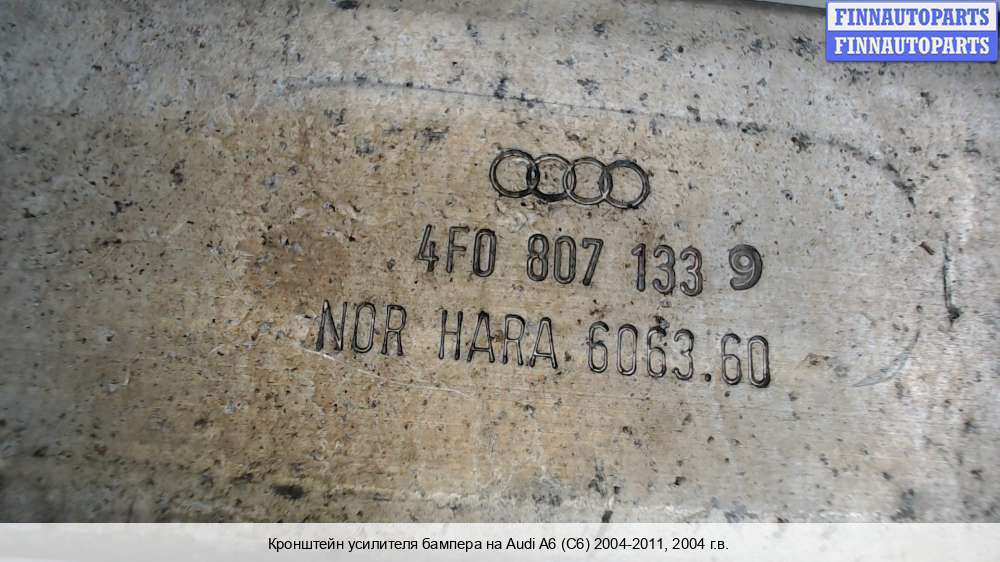 FINNAUTOPARTS
FINNAUTOPARTS
4F0 807 133 9
NOR HARA 6063.60
Кронштейн усилителя бампера на Audi A6 (C6) 2004-2011, 2004 г.в.